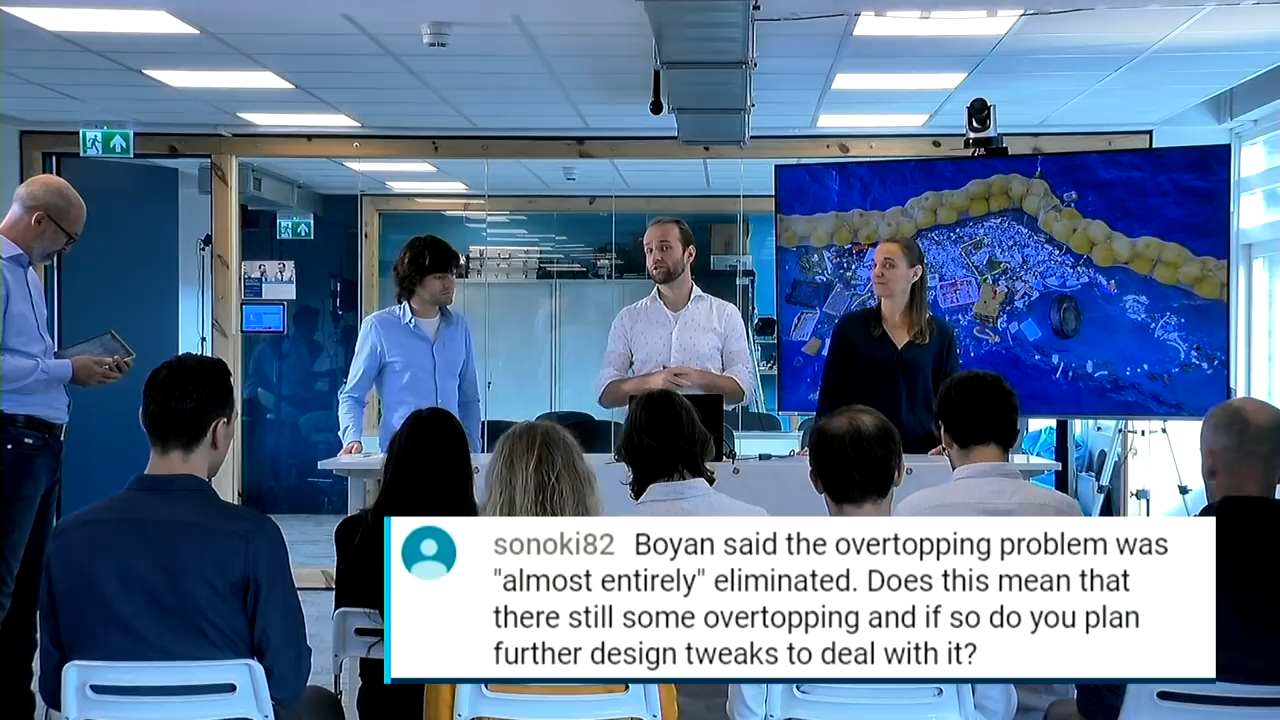 sonoki82 Boyan said the overtopping problem was
"almost entirely" eliminated. Does this mean that
there still some overtopping and if so do you plan
further design tweaks to deal with it?